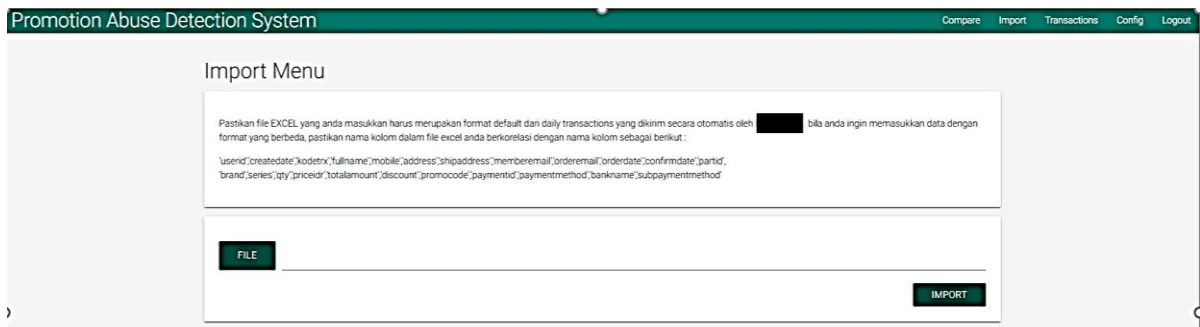 Promotion Abuse Detection System
Compare Import Transactions Config Logout
Import Menu
Pastikan file EXCEL yang anda masukkan harus merupakan format default dari daily transactions yang dikirim secara otomatis oleh bila anda ingin memasukkan data dengan
format yang berbeda, pastikan nama kolom dalam file excel anda berkorelasi dengan nama kolom sebagai berikut :
'userid','createdate','kodetrx','fullname','mobile','address','shipaddress','memberemail','orderemail','orderdate','confirmdate','partid',
'brand','series','qty','priceidr','totalamount','discount','promocode','paymentid','paymentmethod','bankname','subpaymentmethod'
FILE
IMPORT